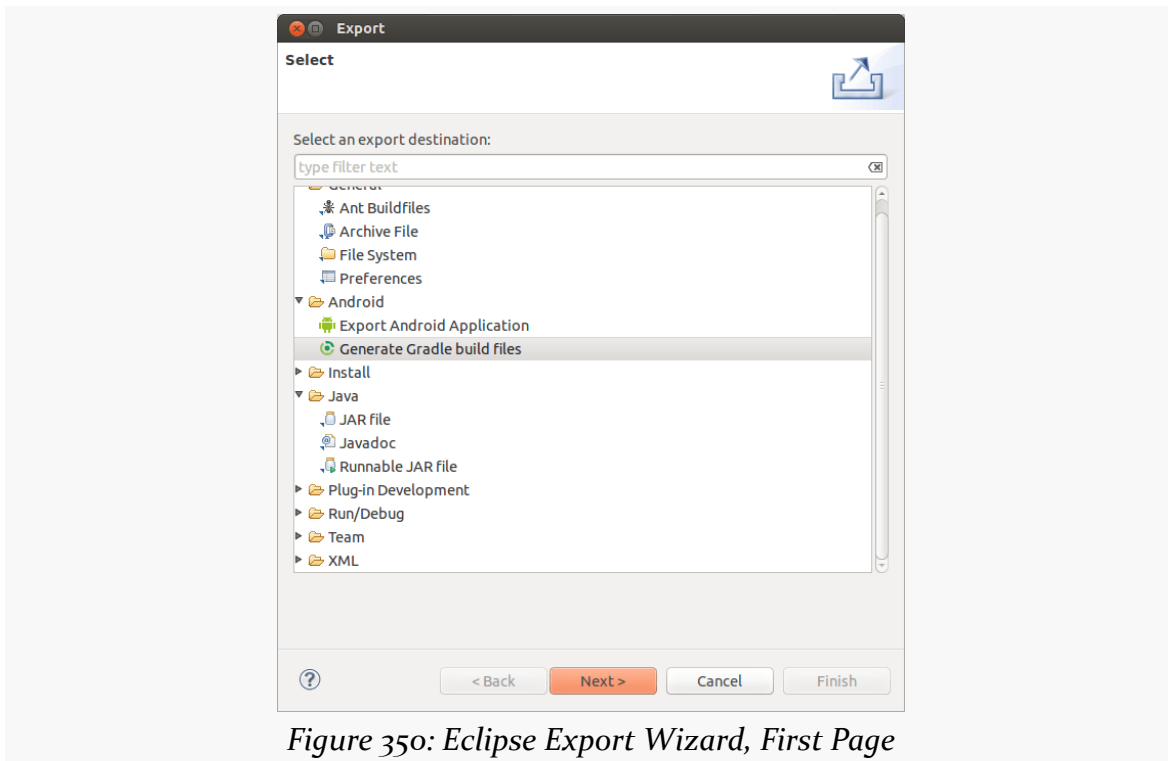 Export
Select
Select an export destination:
type filter text
General
Ant Buildfiles
Archive File
File System
Preferences
Android
Export Android Application
Generate Gradle build files
Install
Java
JAR file
Javadoc
Runnable JAR file
Plug-in Development
Run/Debug
Team
XML
? < Back Next > Cancel Finish
Figure 350: Eclipse Export Wizard, First Page